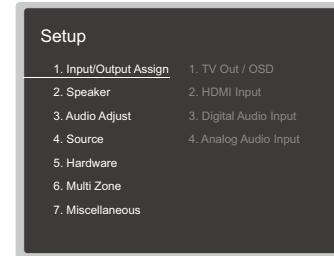 Setup
1. Input/Output Assign
2. Speaker
3. Audio Adjust
4. Source
5. Hardware
6. Multi Zone
7. Miscellaneous
1. TV Out / OSD
2. HDMI Input
3. Digital Audio Input
4. Analog Audio Input